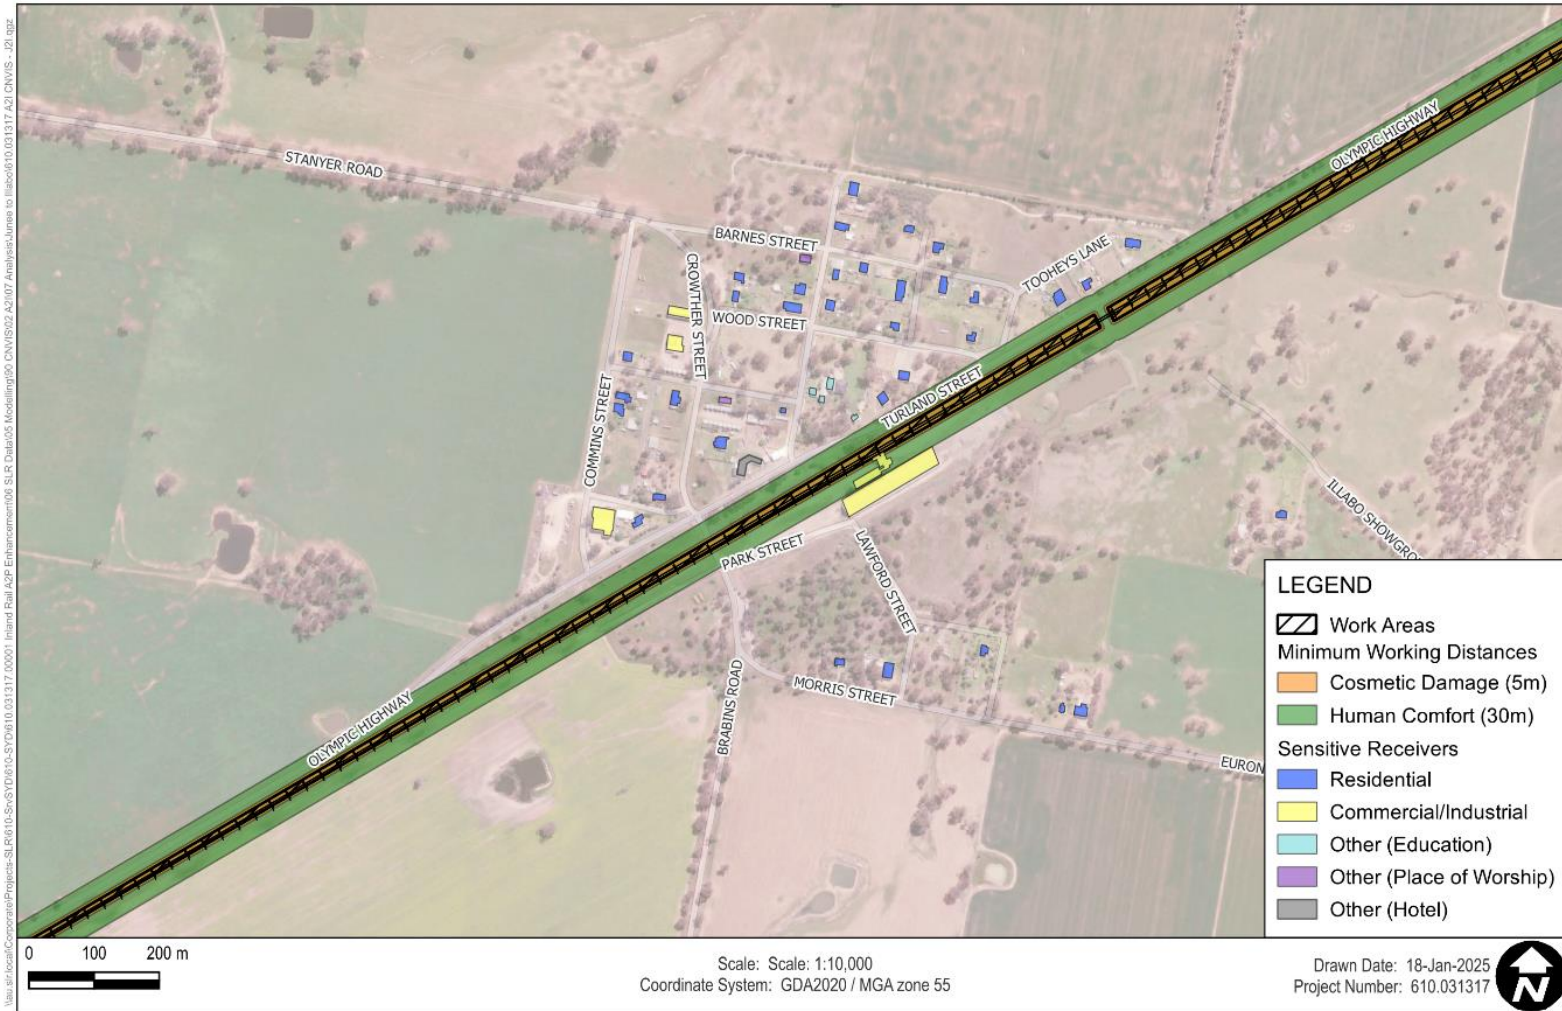 STANYER ROAD
OLYMPIC HIGHWAY
BARNES STREET
TOOHEYS LANE
CROWTHER STREET
WOOD STREET
COMMINS STREET
TURLAND STREET
ILLABO SHOWGRO
PARK STREET
LAWFORD STREET
BRABINS ROAD
MORRIS STREET
OLYMPIC HIGHWAY
EURON
LEGEND
Work Areas
Minimum Working Distances
Cosmetic Damage (5m)
Human Comfort (30m)
Sensitive Receivers
Residential
Commercial/Industrial
Other (Education)
Other (Place of Worship)
Other (Hotel)
0 100 200 m
Scale: Scale: 1:10,000
Coordinate System: GDA2020 / MGA zone 55
Drawn Date: 18-Jan-2025
Project Number: 610.031317
N